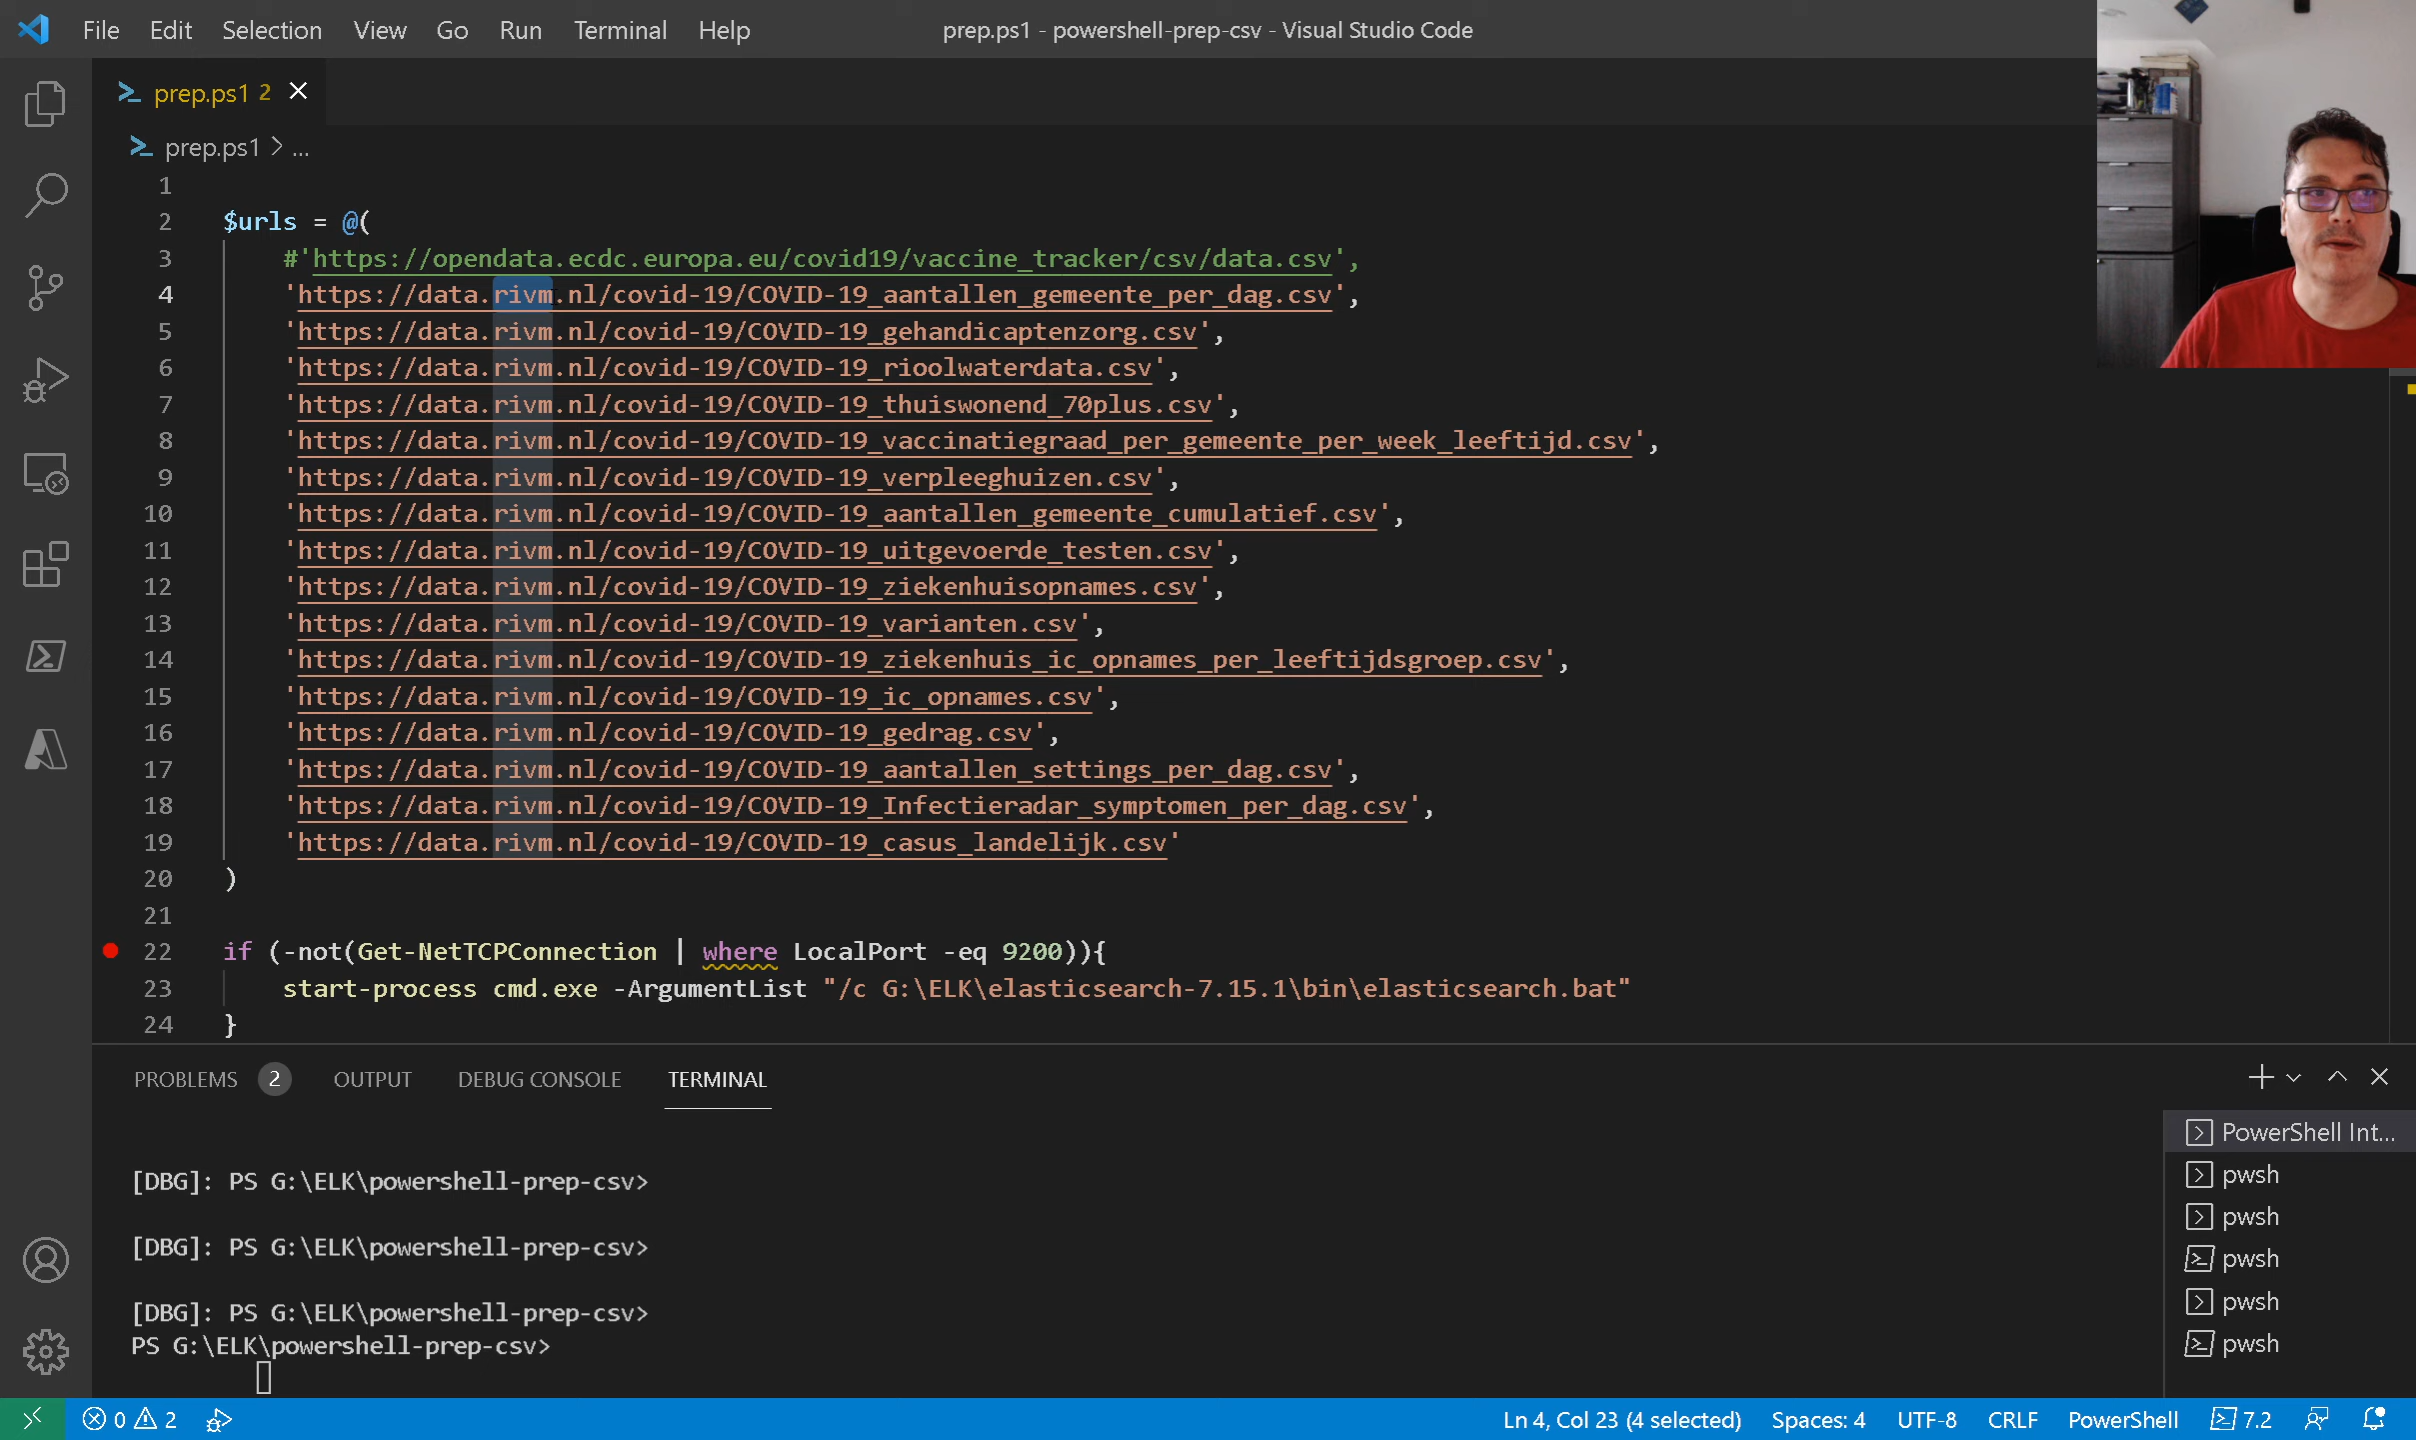 File Edit Selection View Go Run Terminal Help prep.ps1 - powershell-prep-csv - Visual Studio Code
prep.ps1 2
prep.ps1 > ...
1
2 $urls = @(
3 #'https://opendata.ecdc.europa.eu/covid19/vaccine_tracker/csv/data.csv',
4 'https://data.rivm.nl/covid-19/COVID-19_aantallen_gemeente_per_dag.csv',
5 'https://data.rivm.nl/covid-19/COVID-19_gehandicaptenzorg.csv',
6 'https://data.rivm.nl/covid-19/COVID-19_rioolwaterdata.csv',
7 'https://data.rivm.nl/covid-19/COVID-19_thuiswonend_70plus.csv',
8 'https://data.rivm.nl/covid-19/COVID-19_vaccinatiegraad_per_gemeente_per_week_leeftijd.csv',
9 'https://data.rivm.nl/covid-19/COVID-19_verpleeghuizen.csv',
10 'https://data.rivm.nl/covid-19/COVID-19_aantallen_gemeente_cumulatief.csv',
11 'https://data.rivm.nl/covid-19/COVID-19_uitgevoerde_testen.csv',
12 'https://data.rivm.nl/covid-19/COVID-19_ziekenhuisopnames.csv',
13 'https://data.rivm.nl/covid-19/COVID-19_varianten.csv',
14 'https://data.rivm.nl/covid-19/COVID-19_ziekenhuis_ic_opnames_per_leeftijdsgroep.csv',
15 'https://data.rivm.nl/covid-19/COVID-19_ic_opnames.csv',
16 'https://data.rivm.nl/covid-19/COVID-19_gedrag.csv',
17 'https://data.rivm.nl/covid-19/COVID-19_aantallen_settings_per_dag.csv',
18 'https://data.rivm.nl/covid-19/COVID-19_Infectieradar_symptomen_per_dag.csv',
19 'https://data.rivm.nl/covid-19/COVID-19_casus_landelijk.csv'
20 )
21
22 if (-not(Get-NetTCPConnection | where LocalPort -eq 9200)){
23 start-process cmd.exe -ArgumentList "/c G:\ELK\elasticsearch-7.15.1\bin\elasticsearch.bat"
24 }
PROBLEMS 2 OUTPUT DEBUG CONSOLE TERMINAL
[DBG]: PS G:\ELK\powershell-prep-csv>
[DBG]: PS G:\ELK\powershell-prep-csv>
[DBG]: PS G:\ELK\powershell-prep-csv>
PS G:\ELK\powershell-prep-csv>
PowerShell Int...
pwsh
pwsh
pwsh
pwsh
pwsh
0 2 Ln 4, Col 23 (4 selected) Spaces: 4 UTF-8 CRLF PowerShell 7.2